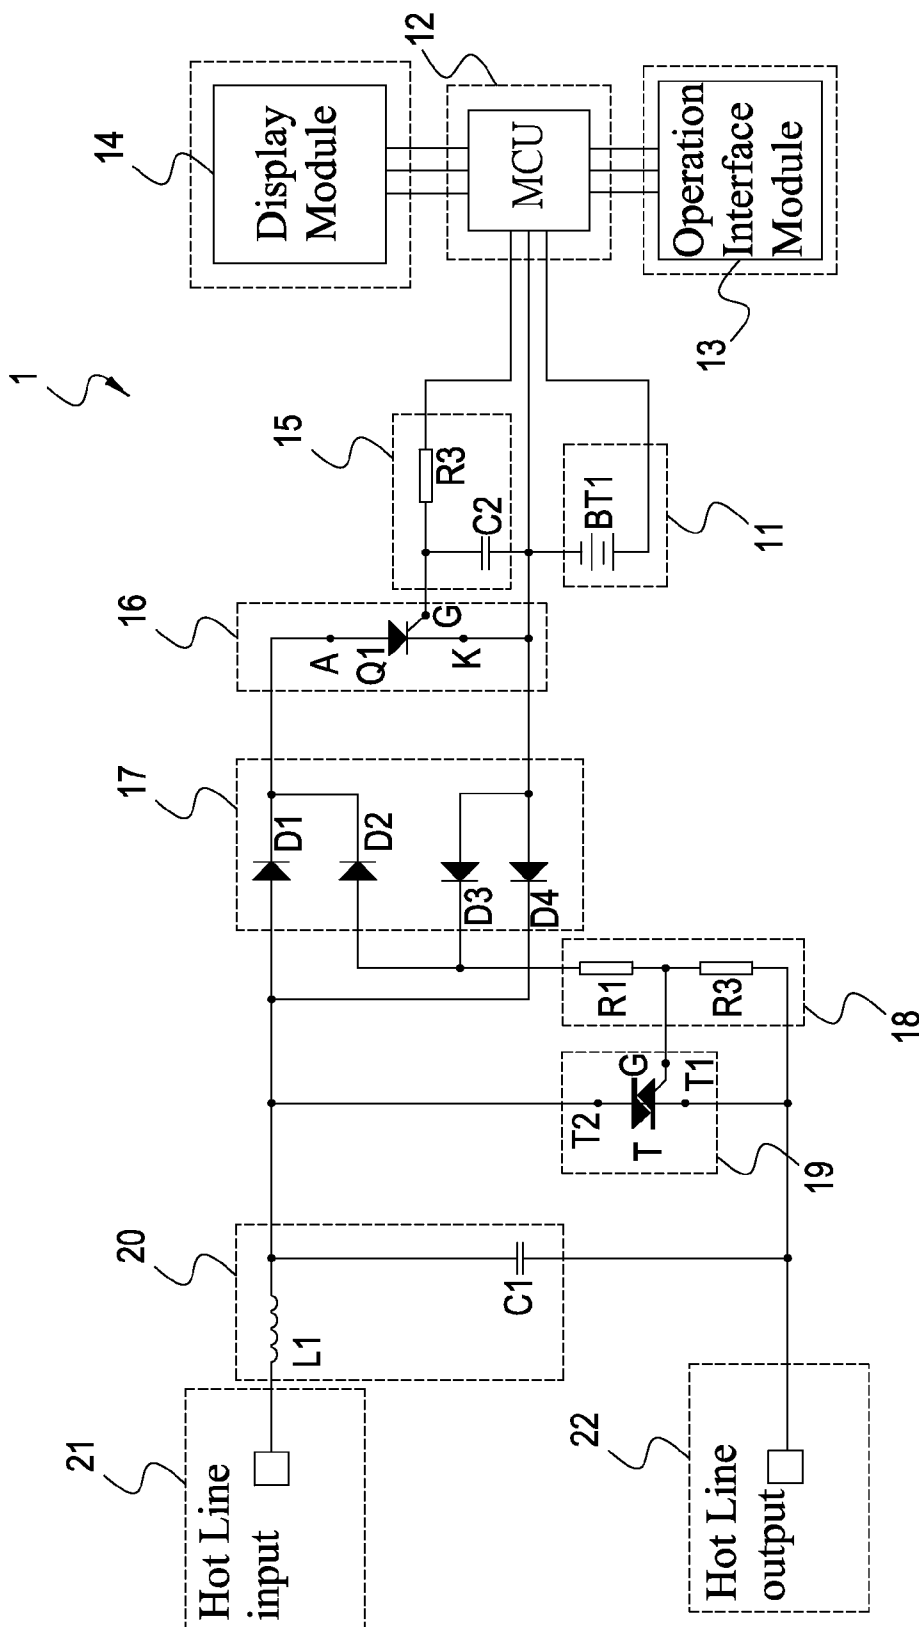 1
14
Display
Module
12
MCU
Operation
Interface
Module
13
15
R3
C2
BT1
11
16
A
Q1
G
K
17
D1
D2
D3
D4
R1
R3
18
G
T2
T
T1
19
20
L1
C1
21
Hot Line
input
22
Hot Line
output